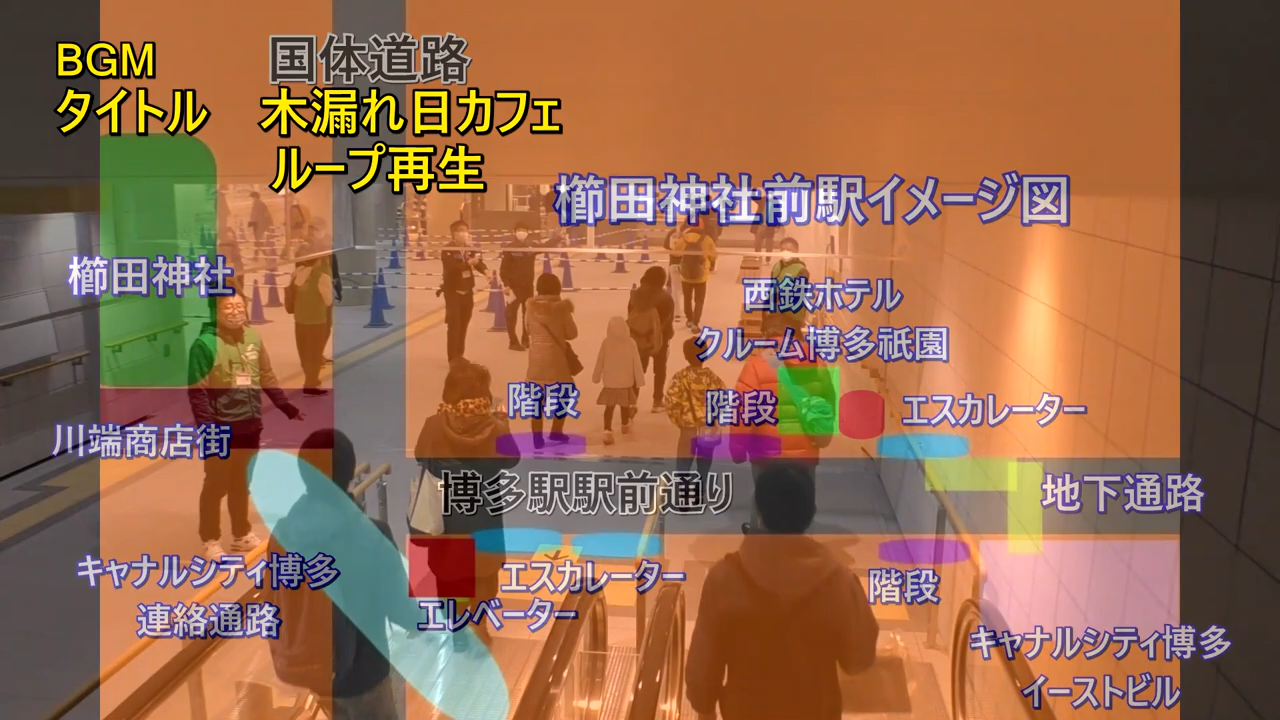 BGM
国体道路
タイトル 木漏れ日カフェ
ループ再生
櫛田神社前駅イメージ図
櫛田神社
西鉄ホテル
クルーム博多祇園
階段
階段
エスカレーター
川端商店街
博多駅駅前通り
地下通路
キャナルシティ博多
連絡通路
エスカレーター
エレベーター
階段
キャナルシティ博多
イーストビル